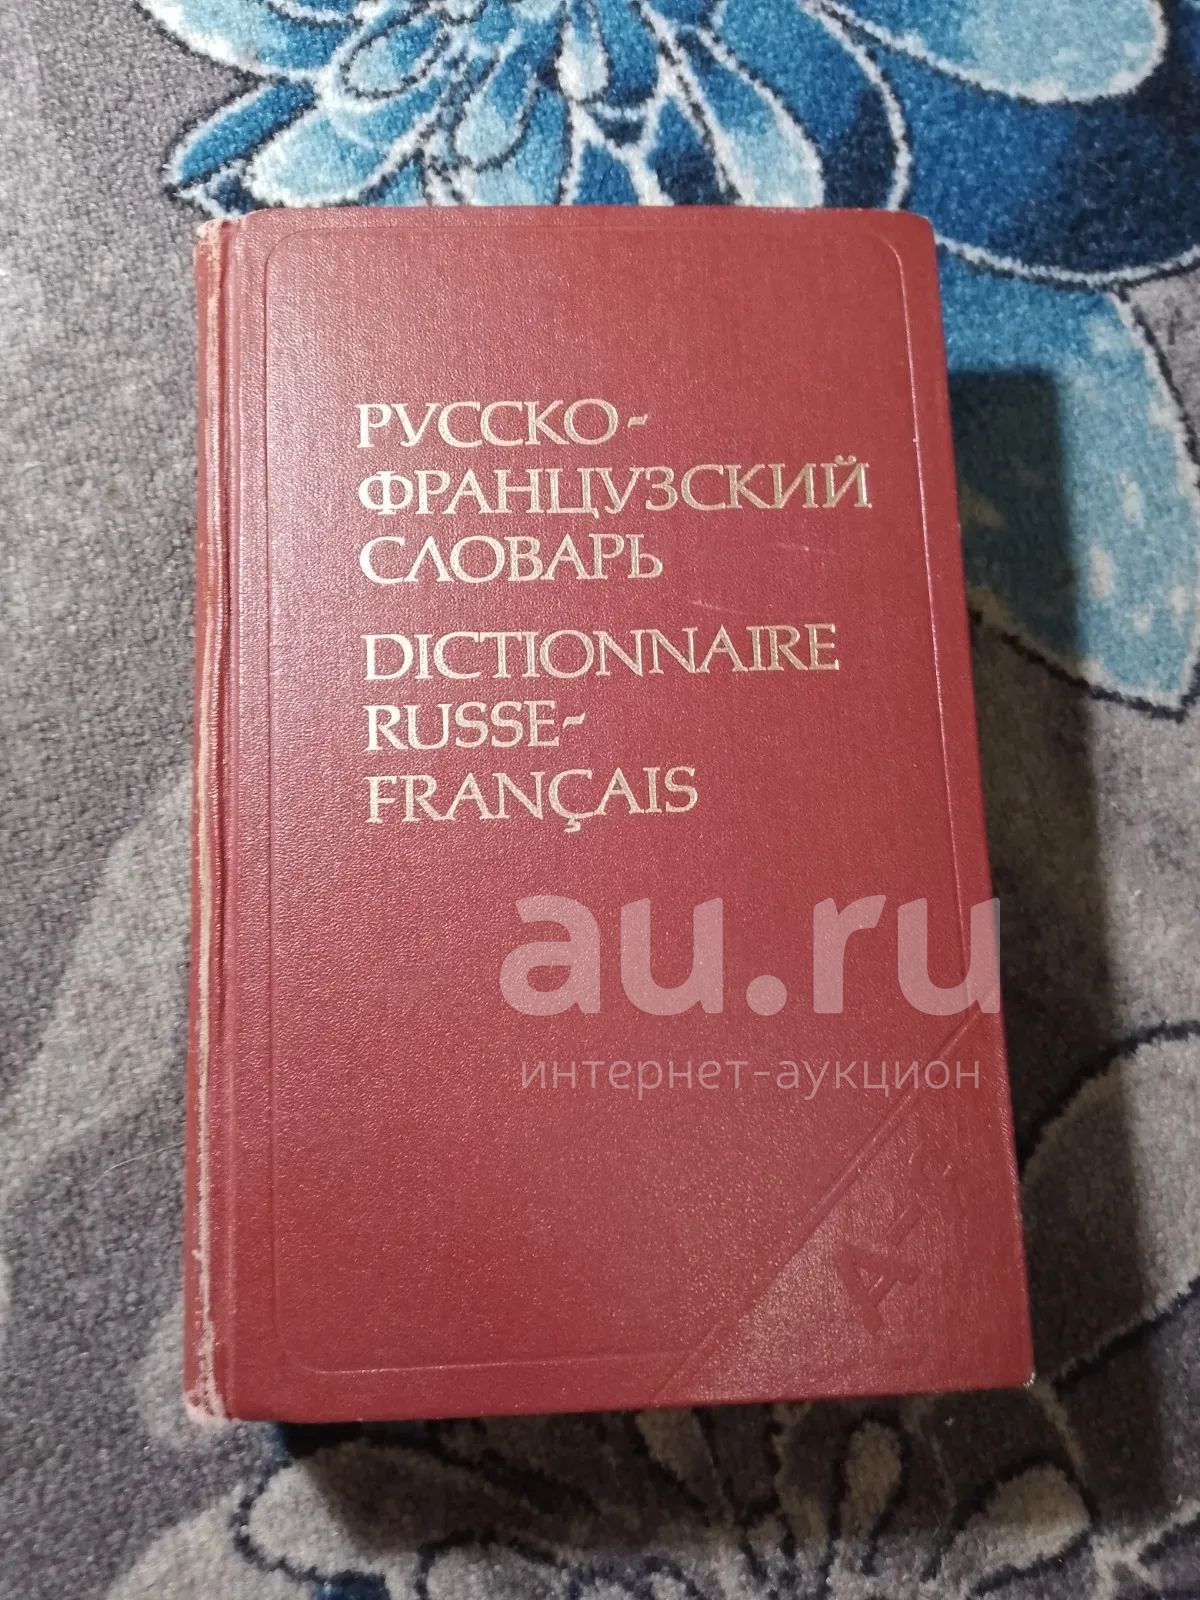 РУССКО-
ФРАНЦУЗСКИЙ
СЛОВАРЬ
DICTIONNAIRE
RUSSE-
FRANÇAIS
au.ru
интернет-аукцион